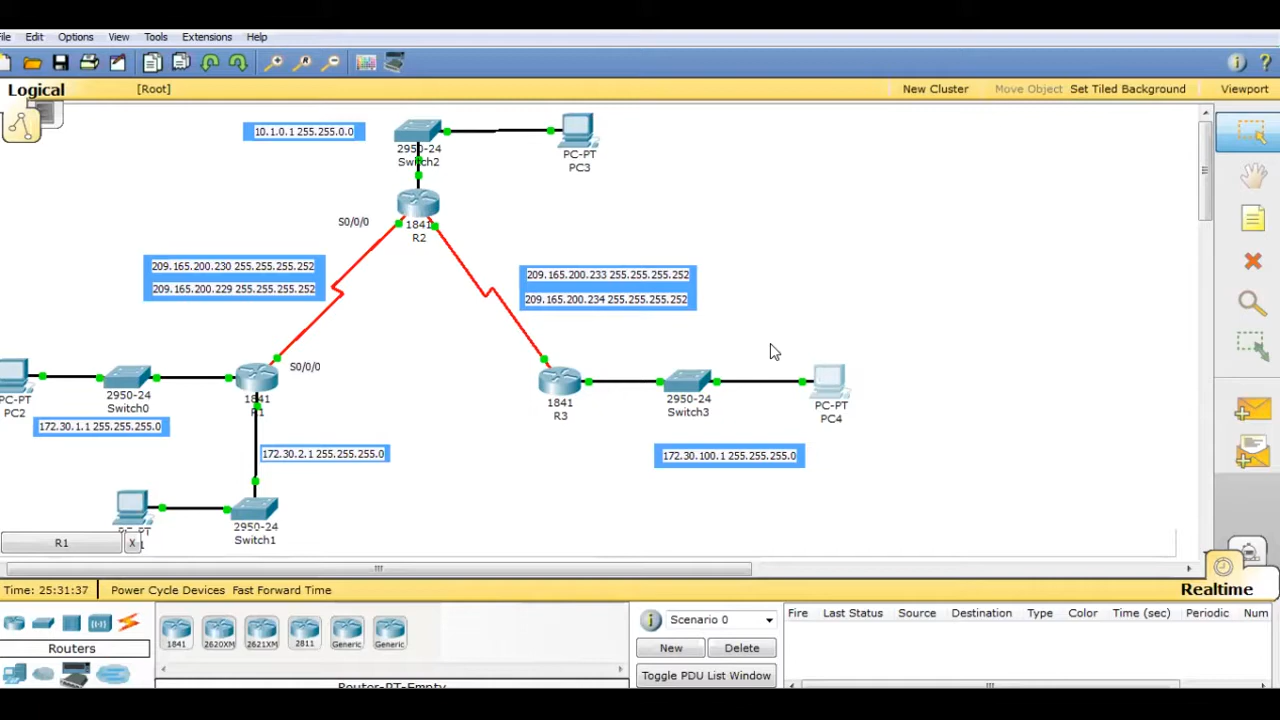 File Edit Options View Tools Extensions Help
Logical [Root] New Cluster Move Object Set Tiled Background Viewport
10.1.0.1 255.255.0.0
2950-24
Switch2
PC-PT
PC3
S0/0/0
1841
R2
209.165.200.230 255.255.255.252
209.165.200.229 255.255.255.252
209.165.200.233 255.255.255.252
209.165.200.234 255.255.255.252
S0/0/0
PC-PT
PC2
2950-24
Switch0
1841
R1
1841
R3
2950-24
Switch3
PC-PT
PC4
172.30.1.1 255.255.255.0
172.30.2.1 255.255.255.0
172.30.100.1 255.255.255.0
2950-24
Switch1
R1 X
Time: 25:31:37 Power Cycle Devices Fast Forward Time Realtime
Routers
1841 2620XM 2621XM 2811 Generic Generic
Router-PT-Empty
Scenario 0
New Delete
Toggle PDU List Window
Fire Last Status Source Destination Type Color Time (sec) Periodic Num